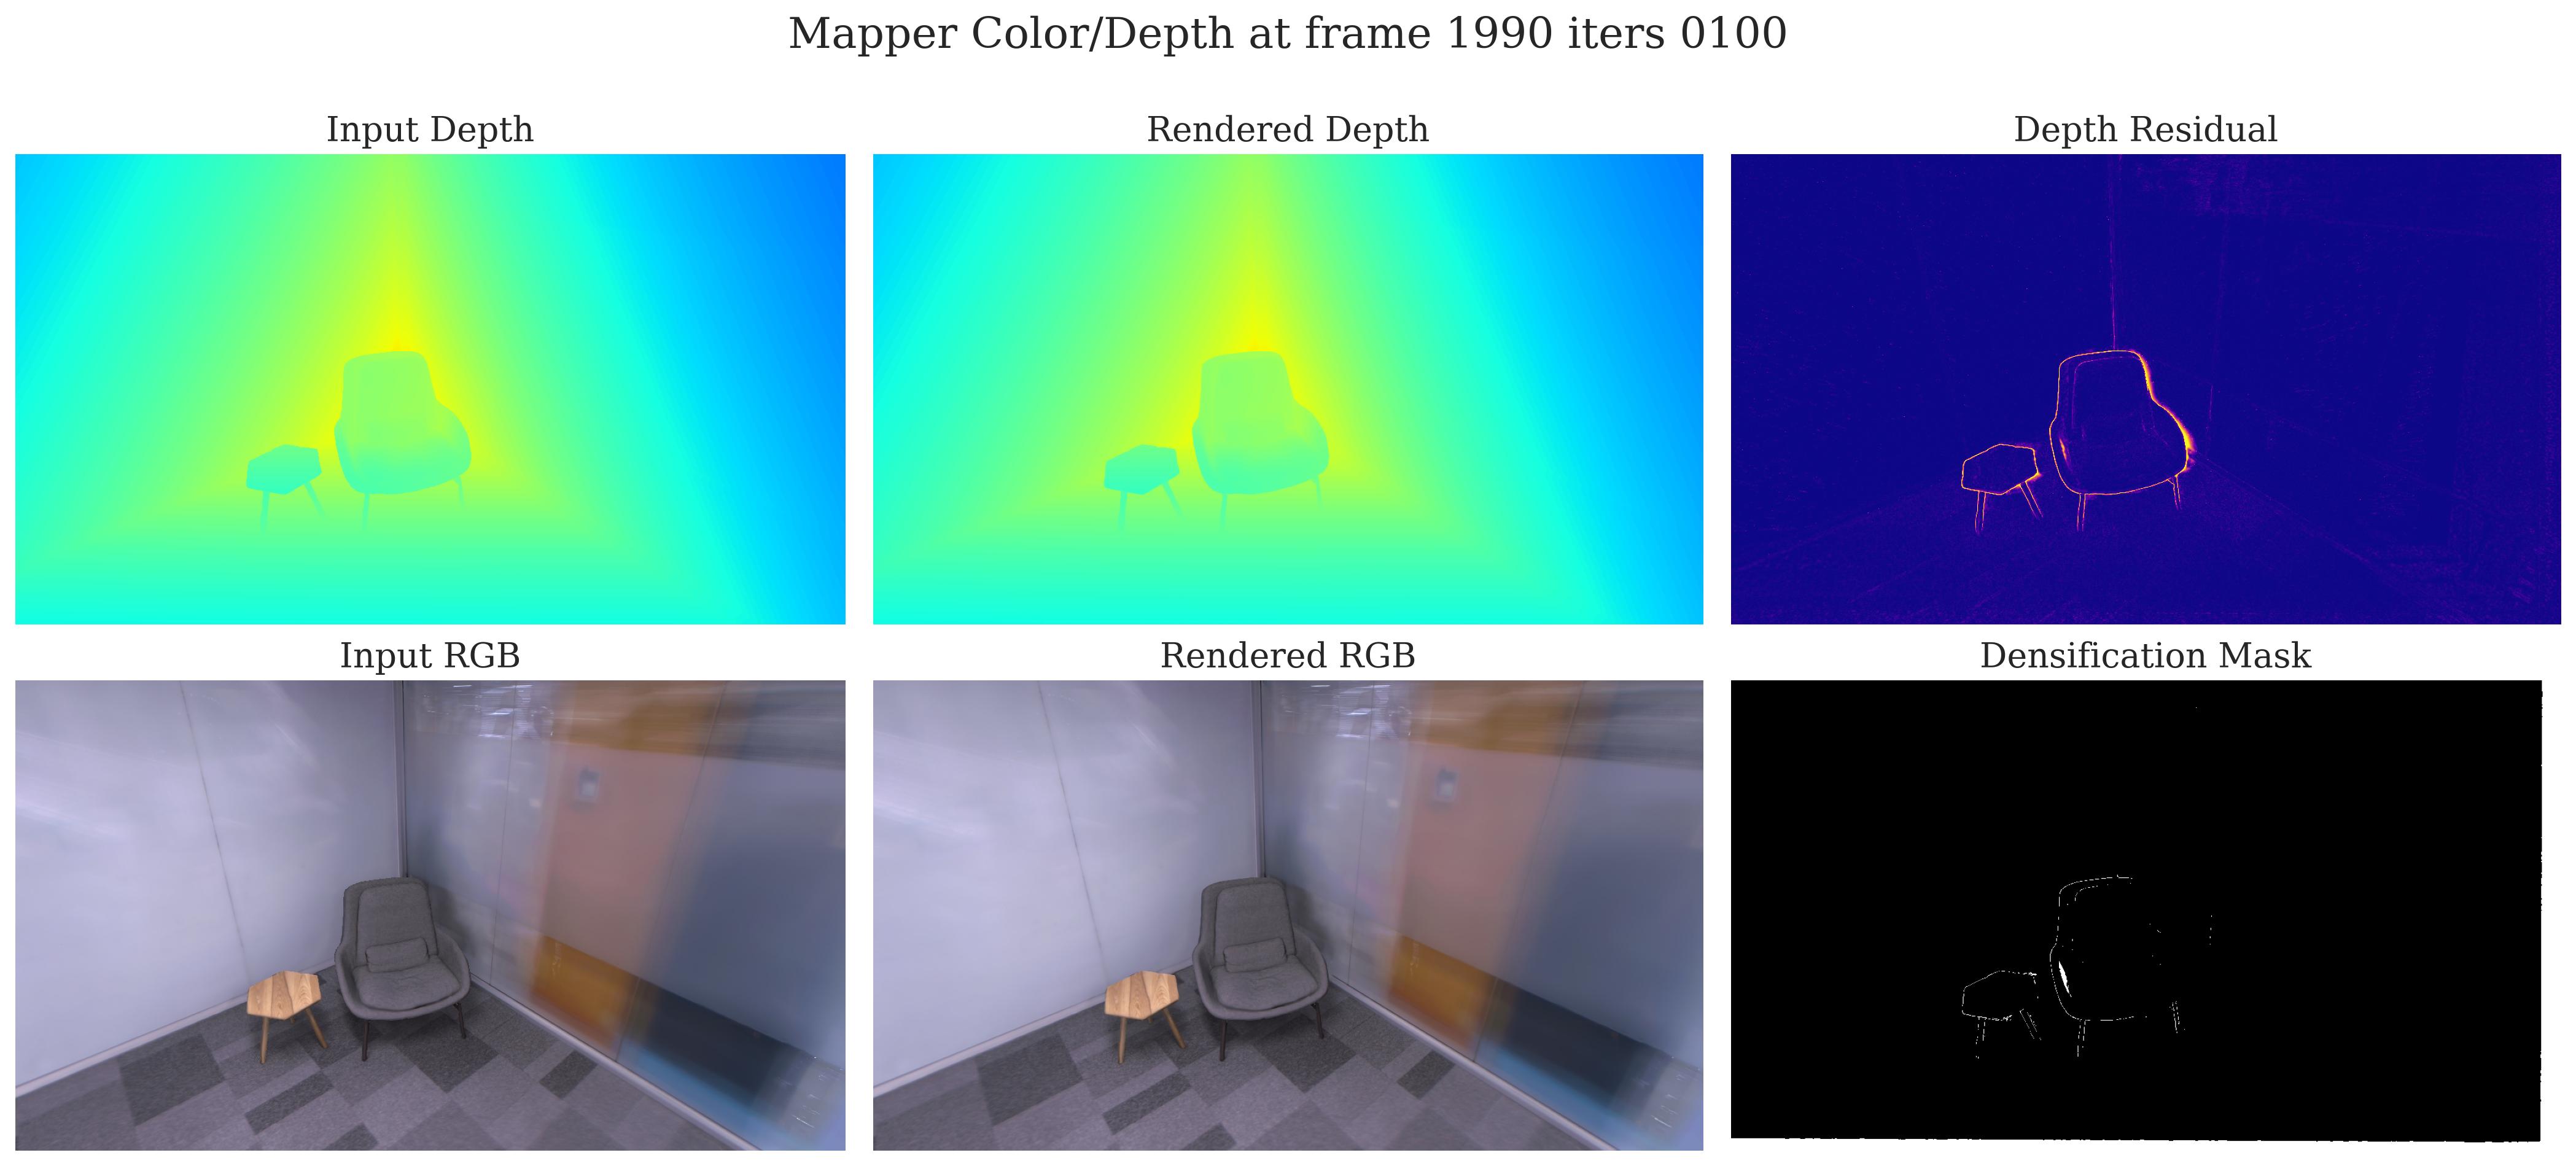 Mapper Color/Depth at frame 1990 iters 0100
Input Depth
Rendered Depth
Depth Residual
Input RGB
Rendered RGB
Densification Mask